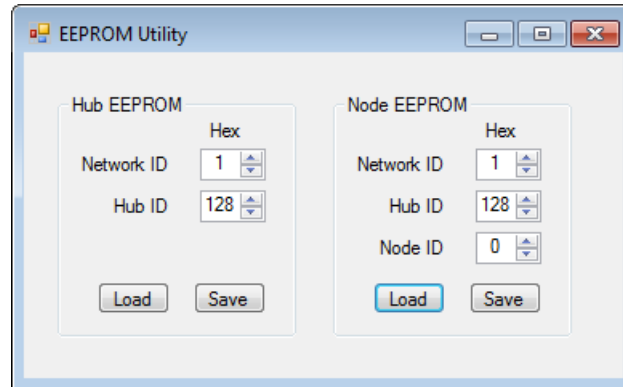 EEPROM Utility
Hub EEPROM
Hex
Network ID 1
Hub ID 128
Load Save
Node EEPROM
Hex
Network ID 1
Hub ID 128
Node ID 0
Load Save